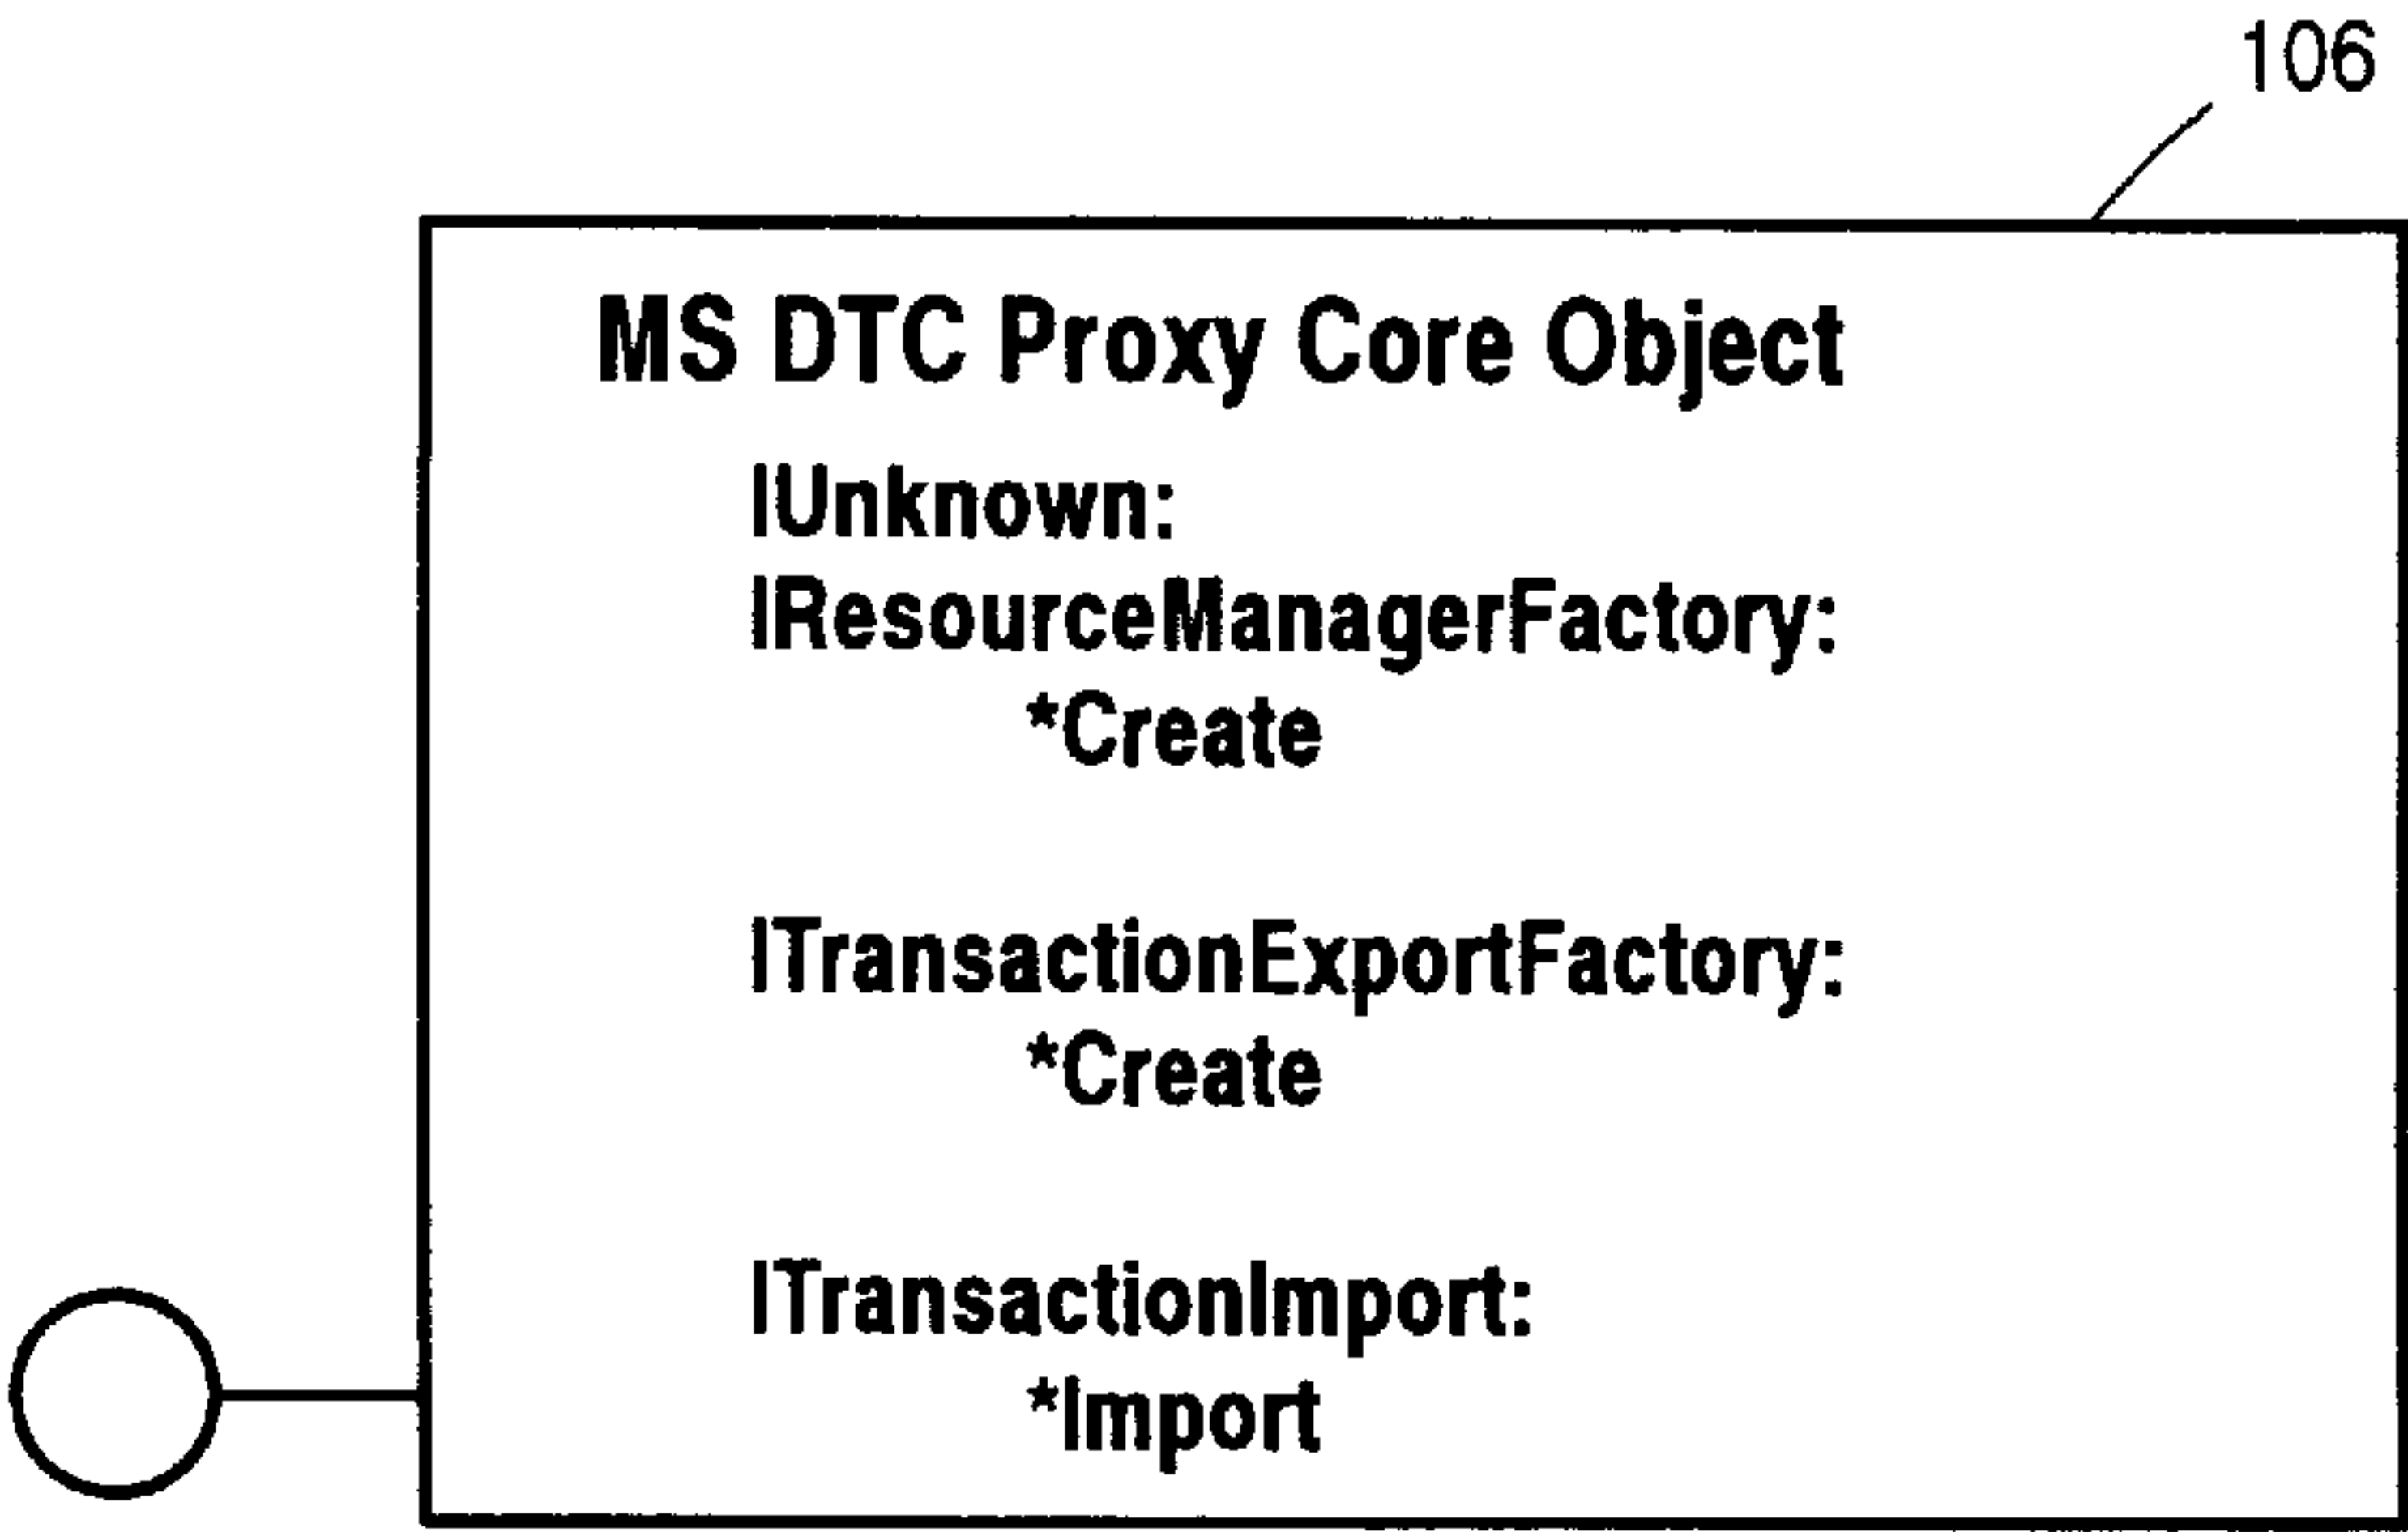 106
MS DTC Proxy Core Object
IUnknown:
IResourceManagerFactory:
*Create
ITransactionExportFactory:
*Create
ITransactionImport:
*Import